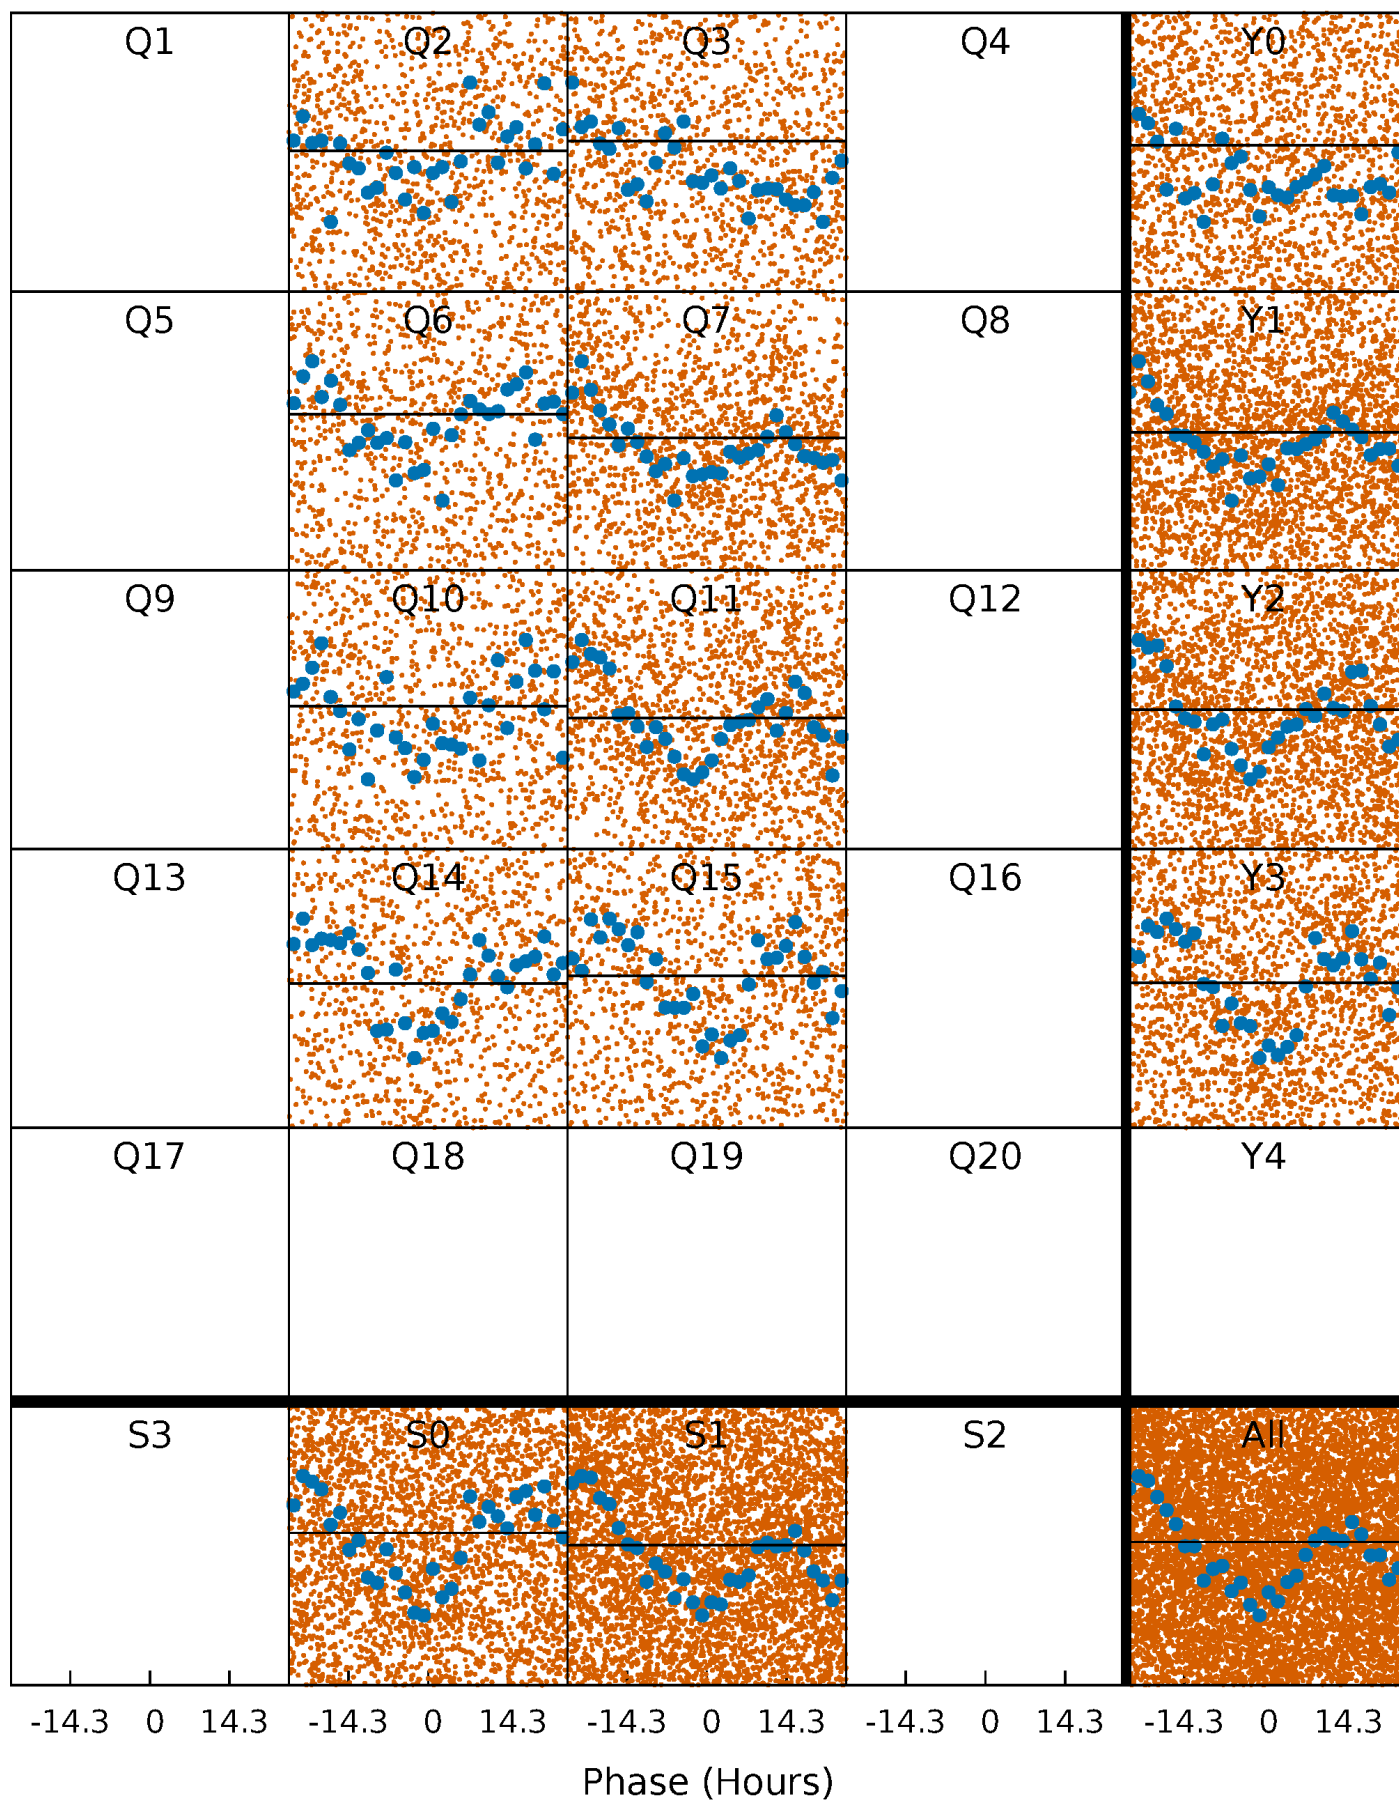 Q1 Q2 Q3 Q4 Y0
Q5 Q6 Q7 Q8 Y1
Q9 Q10 Q11 Q12 Y2
Q13 Q14 Q15 Q16 Y3
Q17 Q18 Q19 Q20 Y4
S3 S0 S1 S2 All
-14.3 0 14.3 -14.3 0 14.3 -14.3 0 14.3 -14.3 0 14.3 -14.3 0 14.3
Phase (Hours)